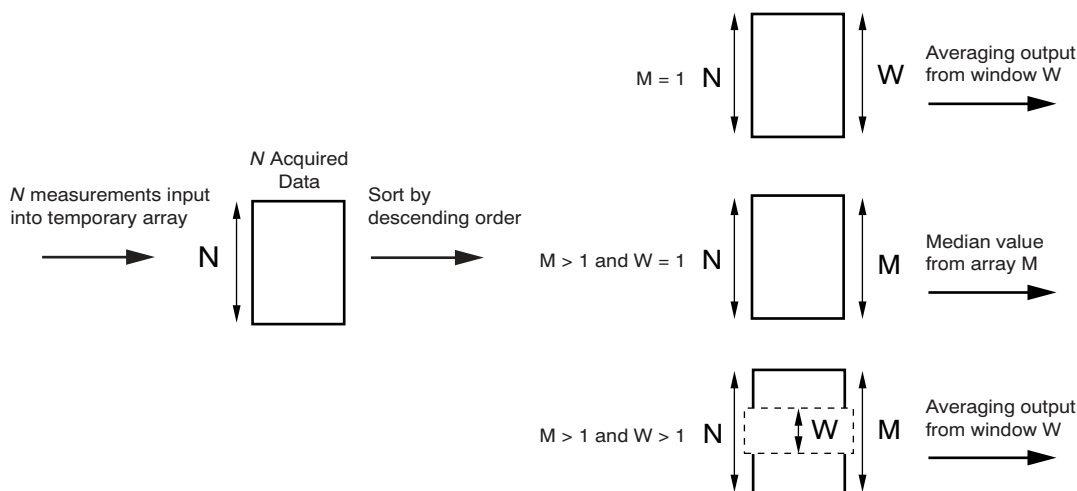 N measurements input
into temporary array
N
N Acquired
Data
Sort by
descending order
M = 1
N
W
Averaging output
from window W
M > 1 and W = 1
N
M
Median value
from array M
M > 1 and W > 1
N
W
M
Averaging output
from window W